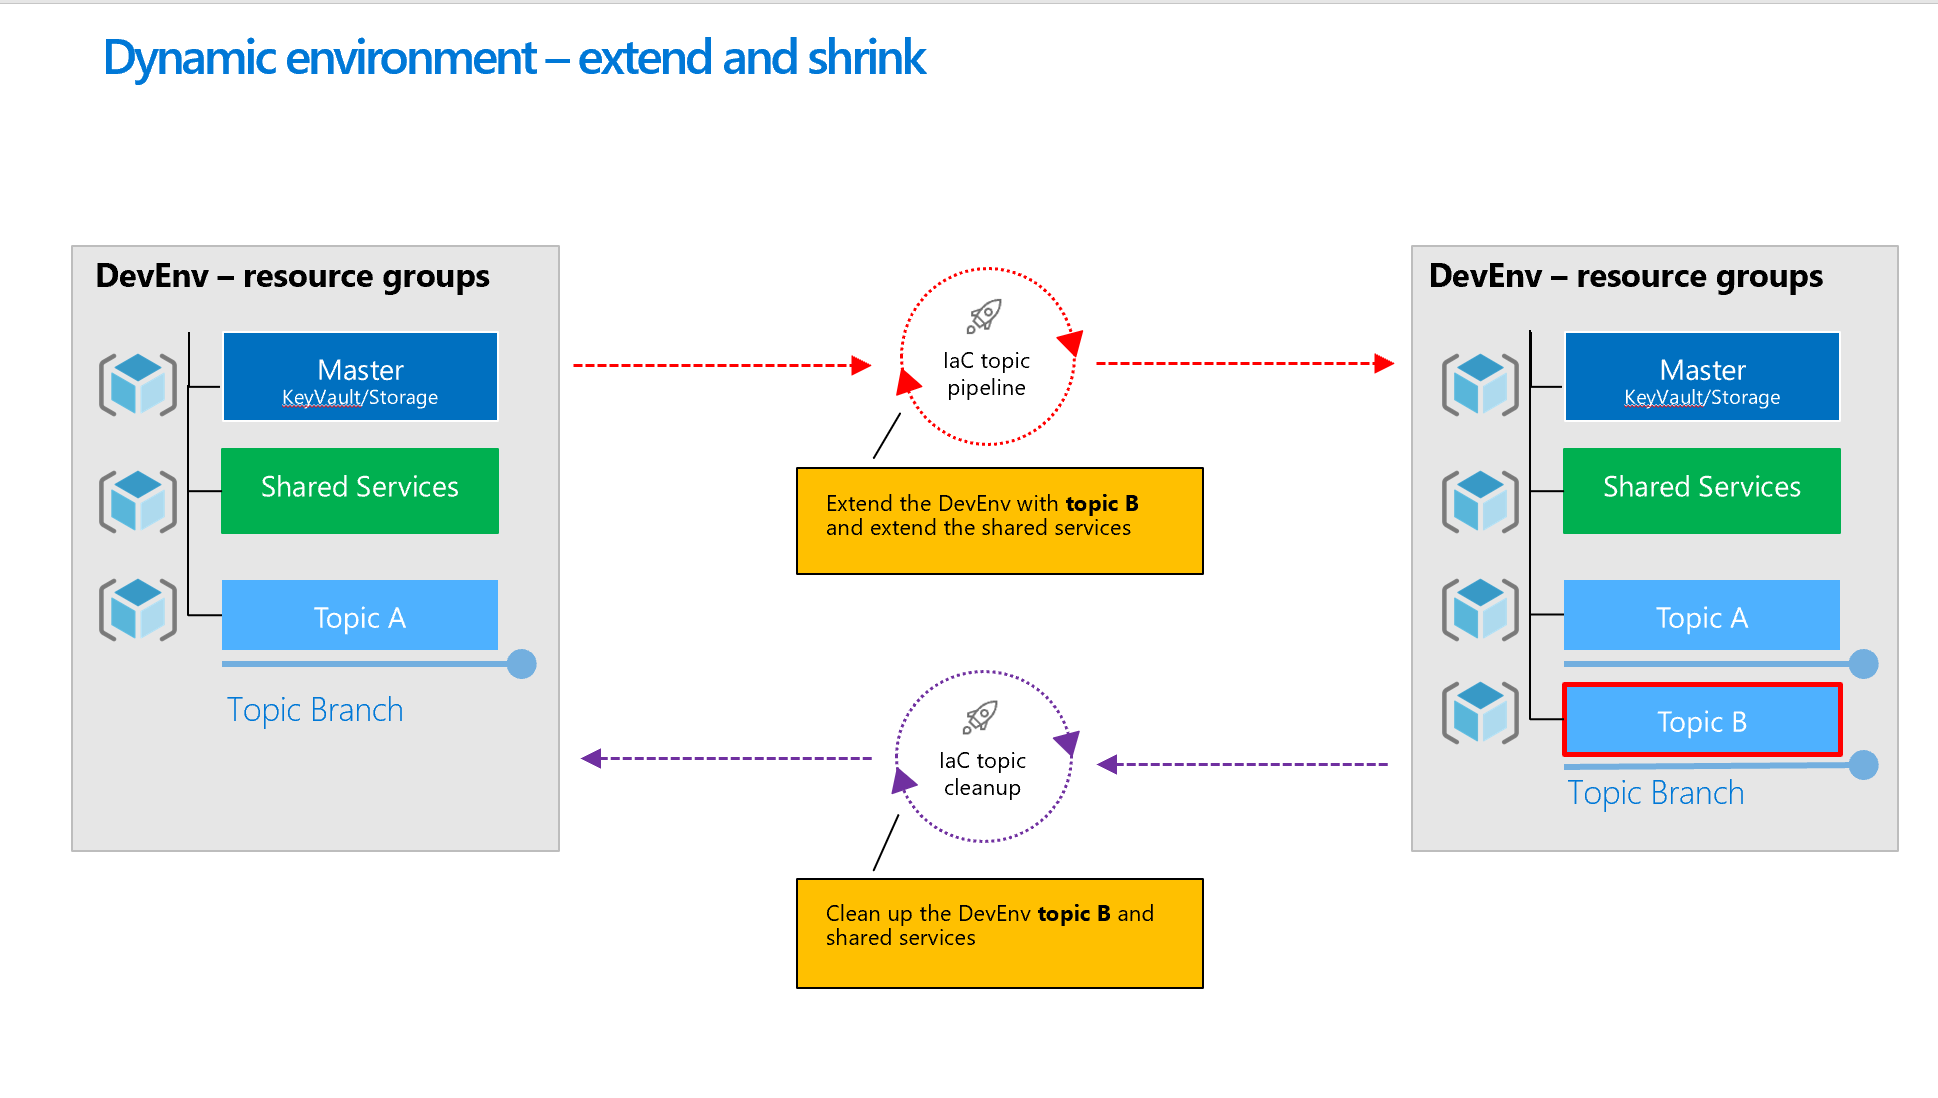 Dynamic environment – extend and shrink
DevEnv – resource groups
Master
KeyVault/Storage
Shared Services
Topic A
Topic Branch
IaC topic
pipeline
Extend the DevEnv with topic B
and extend the shared services
IaC topic
cleanup
Clean up the DevEnv topic B and
shared services
DevEnv – resource groups
Master
KeyVault/Storage
Shared Services
Topic A
Topic B
Topic Branch